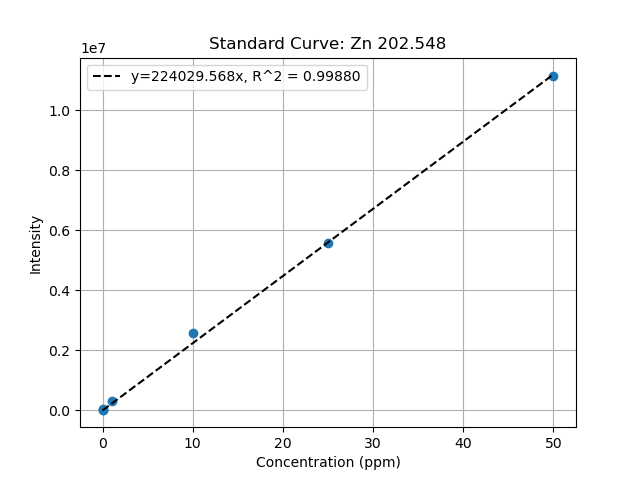 Standard Curve: Zn 202.548
1e7
y=224029.568x, R^2 = 0.99880
1.0
0.8
0.6
0.4
0.2
0.0
Intensity
0 10 20 30 40 50
Concentration (ppm)